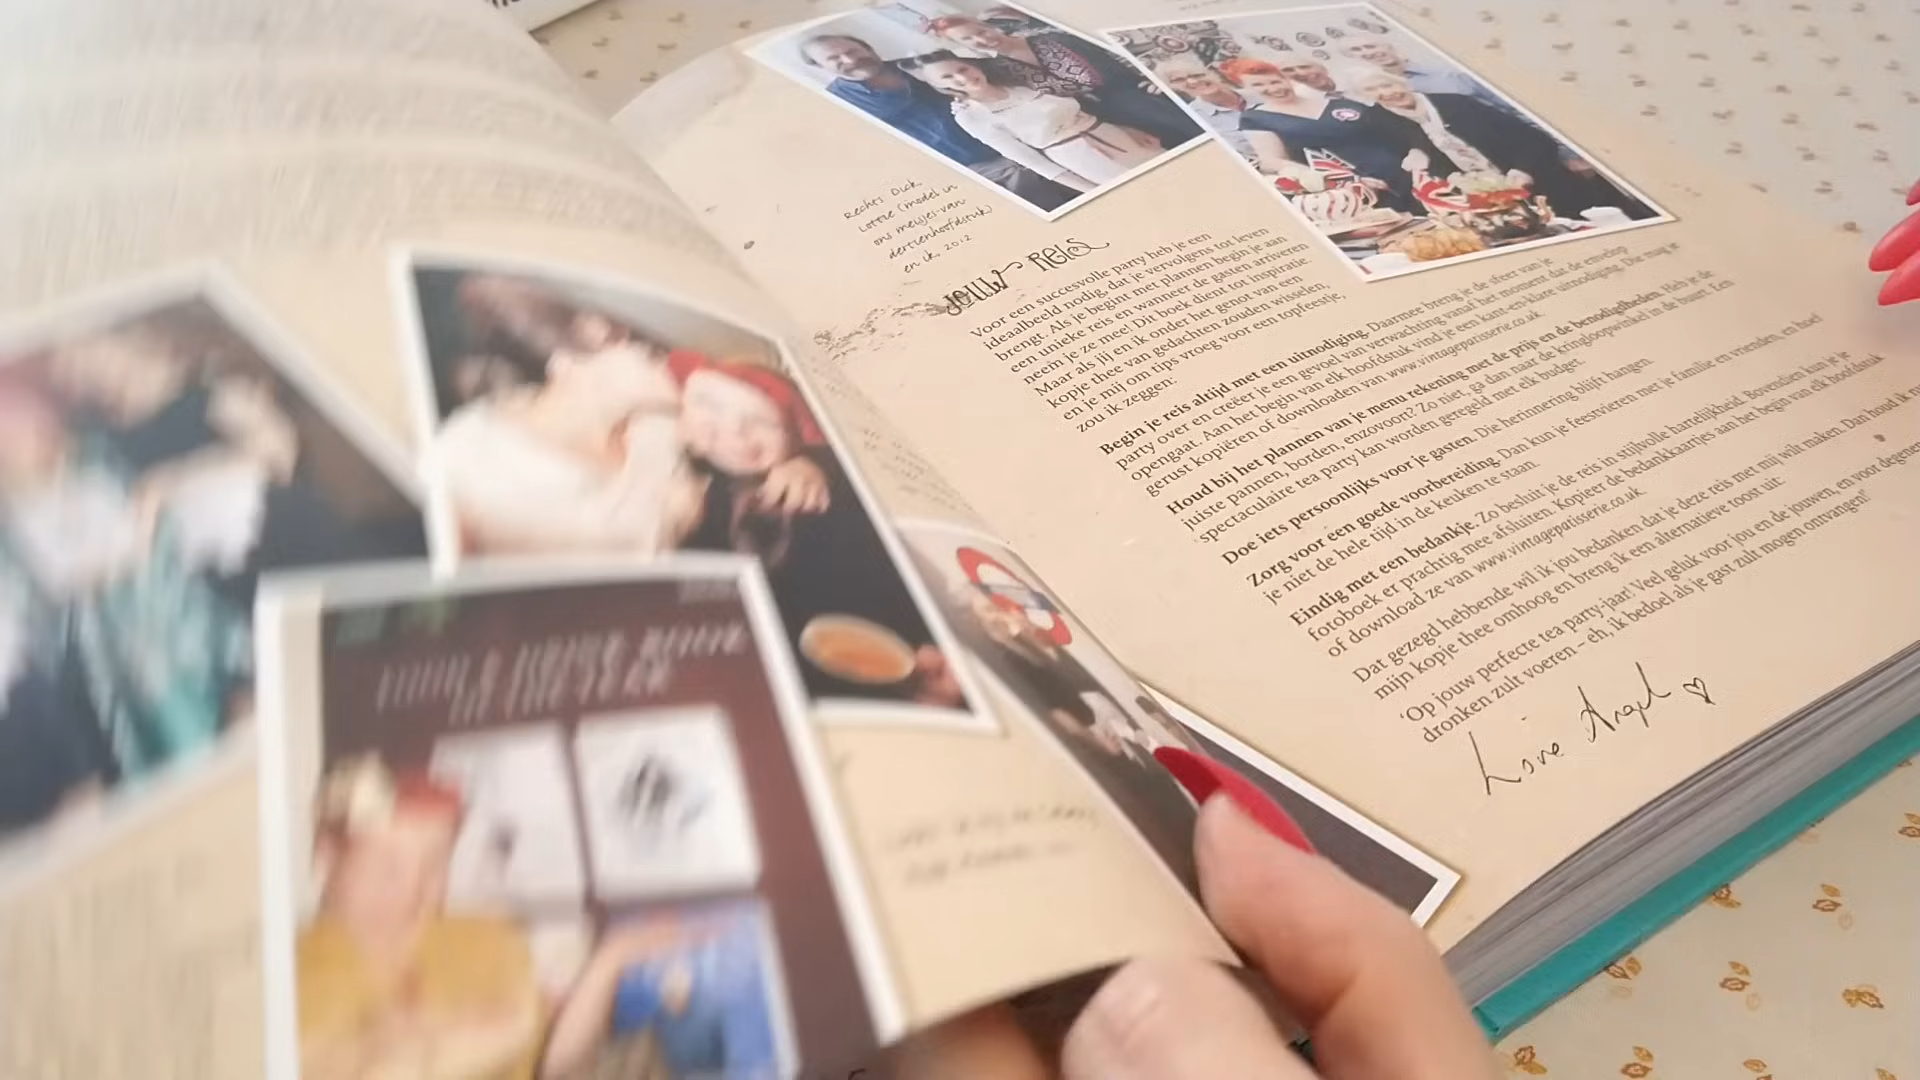 Rechts Dick,
Lottie (model in
ons meisjes-van
dertienhoofdstuk)
en ik, 2012
JOUW REIS
Voor een succesvolle party heb je een
ideaalbeeld nodig, dat je vervolgens tot leven
brengt. Als je begint met plannen begin je aan
een unieke reis en wanneer de gasten arriveren
neem je ze mee! Dit boek dient tot inspiratie.
Maar als jij en ik onder het genot van een
kopje thee van gedachten zouden wisselen,
en je mij om tips vroeg voor een topfeestje,
zou ik zeggen:
Begin je reis altijd met een uitnodiging. Daarmee breng je de sfeer van je
party over en creëer je een gevoel van verwachting vanaf het moment dat de envelop
opengaat. Aan het begin van elk hoofdstuk vind je een kant-en-klare uitnodiging. Die mag je
gerust kopiëren of downloaden van www.vintagepatisserie.co.uk.
Houd bij het plannen van je menu rekening met de prijs en de benodigdheden. Heb je de
juiste pannen, borden, enzovoort? Zo niet, ga dan naar de kringloopwinkel in de buurt. Een
spectaculaire tea party kan worden geregeld met elk budget.
Doe iets persoonlijks voor je gasten. Die herinnering blijft hangen.
Zorg voor een goede voorbereiding. Dan kun je feestvieren met je familie en vrienden, en hoef
je niet de hele tijd in de keuken te staan.
Eindig met een bedankje. Zo besluit je de reis in stijlvolle hartelijkheid. Bovendien kun je je
fotoboek er prachtig mee afsluiten. Kopieer de bedankkaartjes aan het begin van elk hoofdstuk
of download ze van www.vintagepatisserie.co.uk.
Dat gezegd hebbende wil ik jou bedanken dat je deze reis met mij wilt maken. Dan houd ik nu
mijn kopje thee omhoog en breng ik een alternatieve toost uit:
'Op jouw perfecte tea party-jaar! Veel geluk voor jou en de jouwen, en voor degenen
dronken zult voeren – eh, ik bedoel als je gast zult mogen ontvangen!'
Love Angel